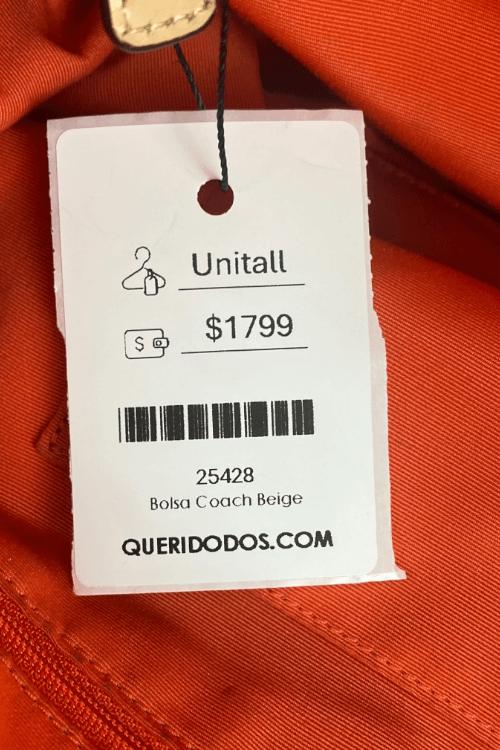 Unitall
$
$1799
25428
Bolsa Coach Beige
QUERIDODOS.COM